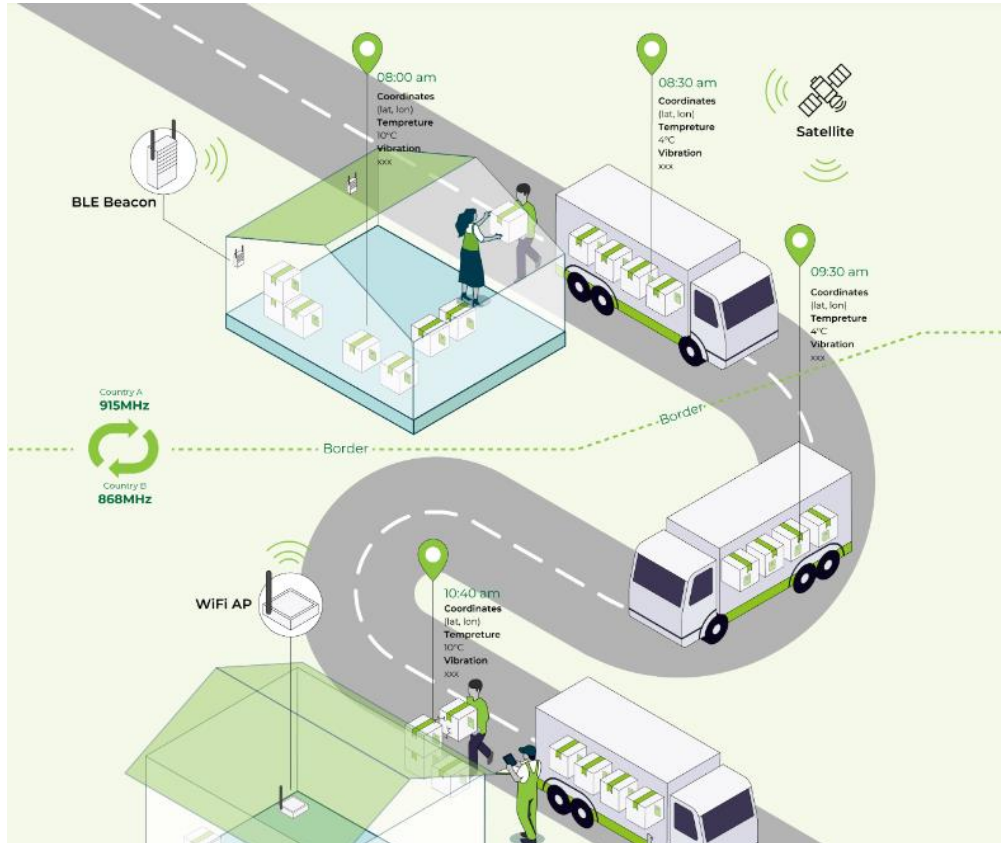 08:00 am
Coordinates
(lat, lon)
Tempreture
10°C
Vibration
xxx
08:30 am
Coordinates
(lat, lon)
Tempreture
4°C
Vibration
xxx
Satellite
BLE Beacon
09:30 am
Coordinates
(lat, lon)
Tempreture
4°C
Vibration
xxx
Country A
915MHz
Border
Border
Country B
868MHz
WiFi AP
10:40 am
Coordinates
(lat, lon)
Tempreture
10°C
Vibration
xxx